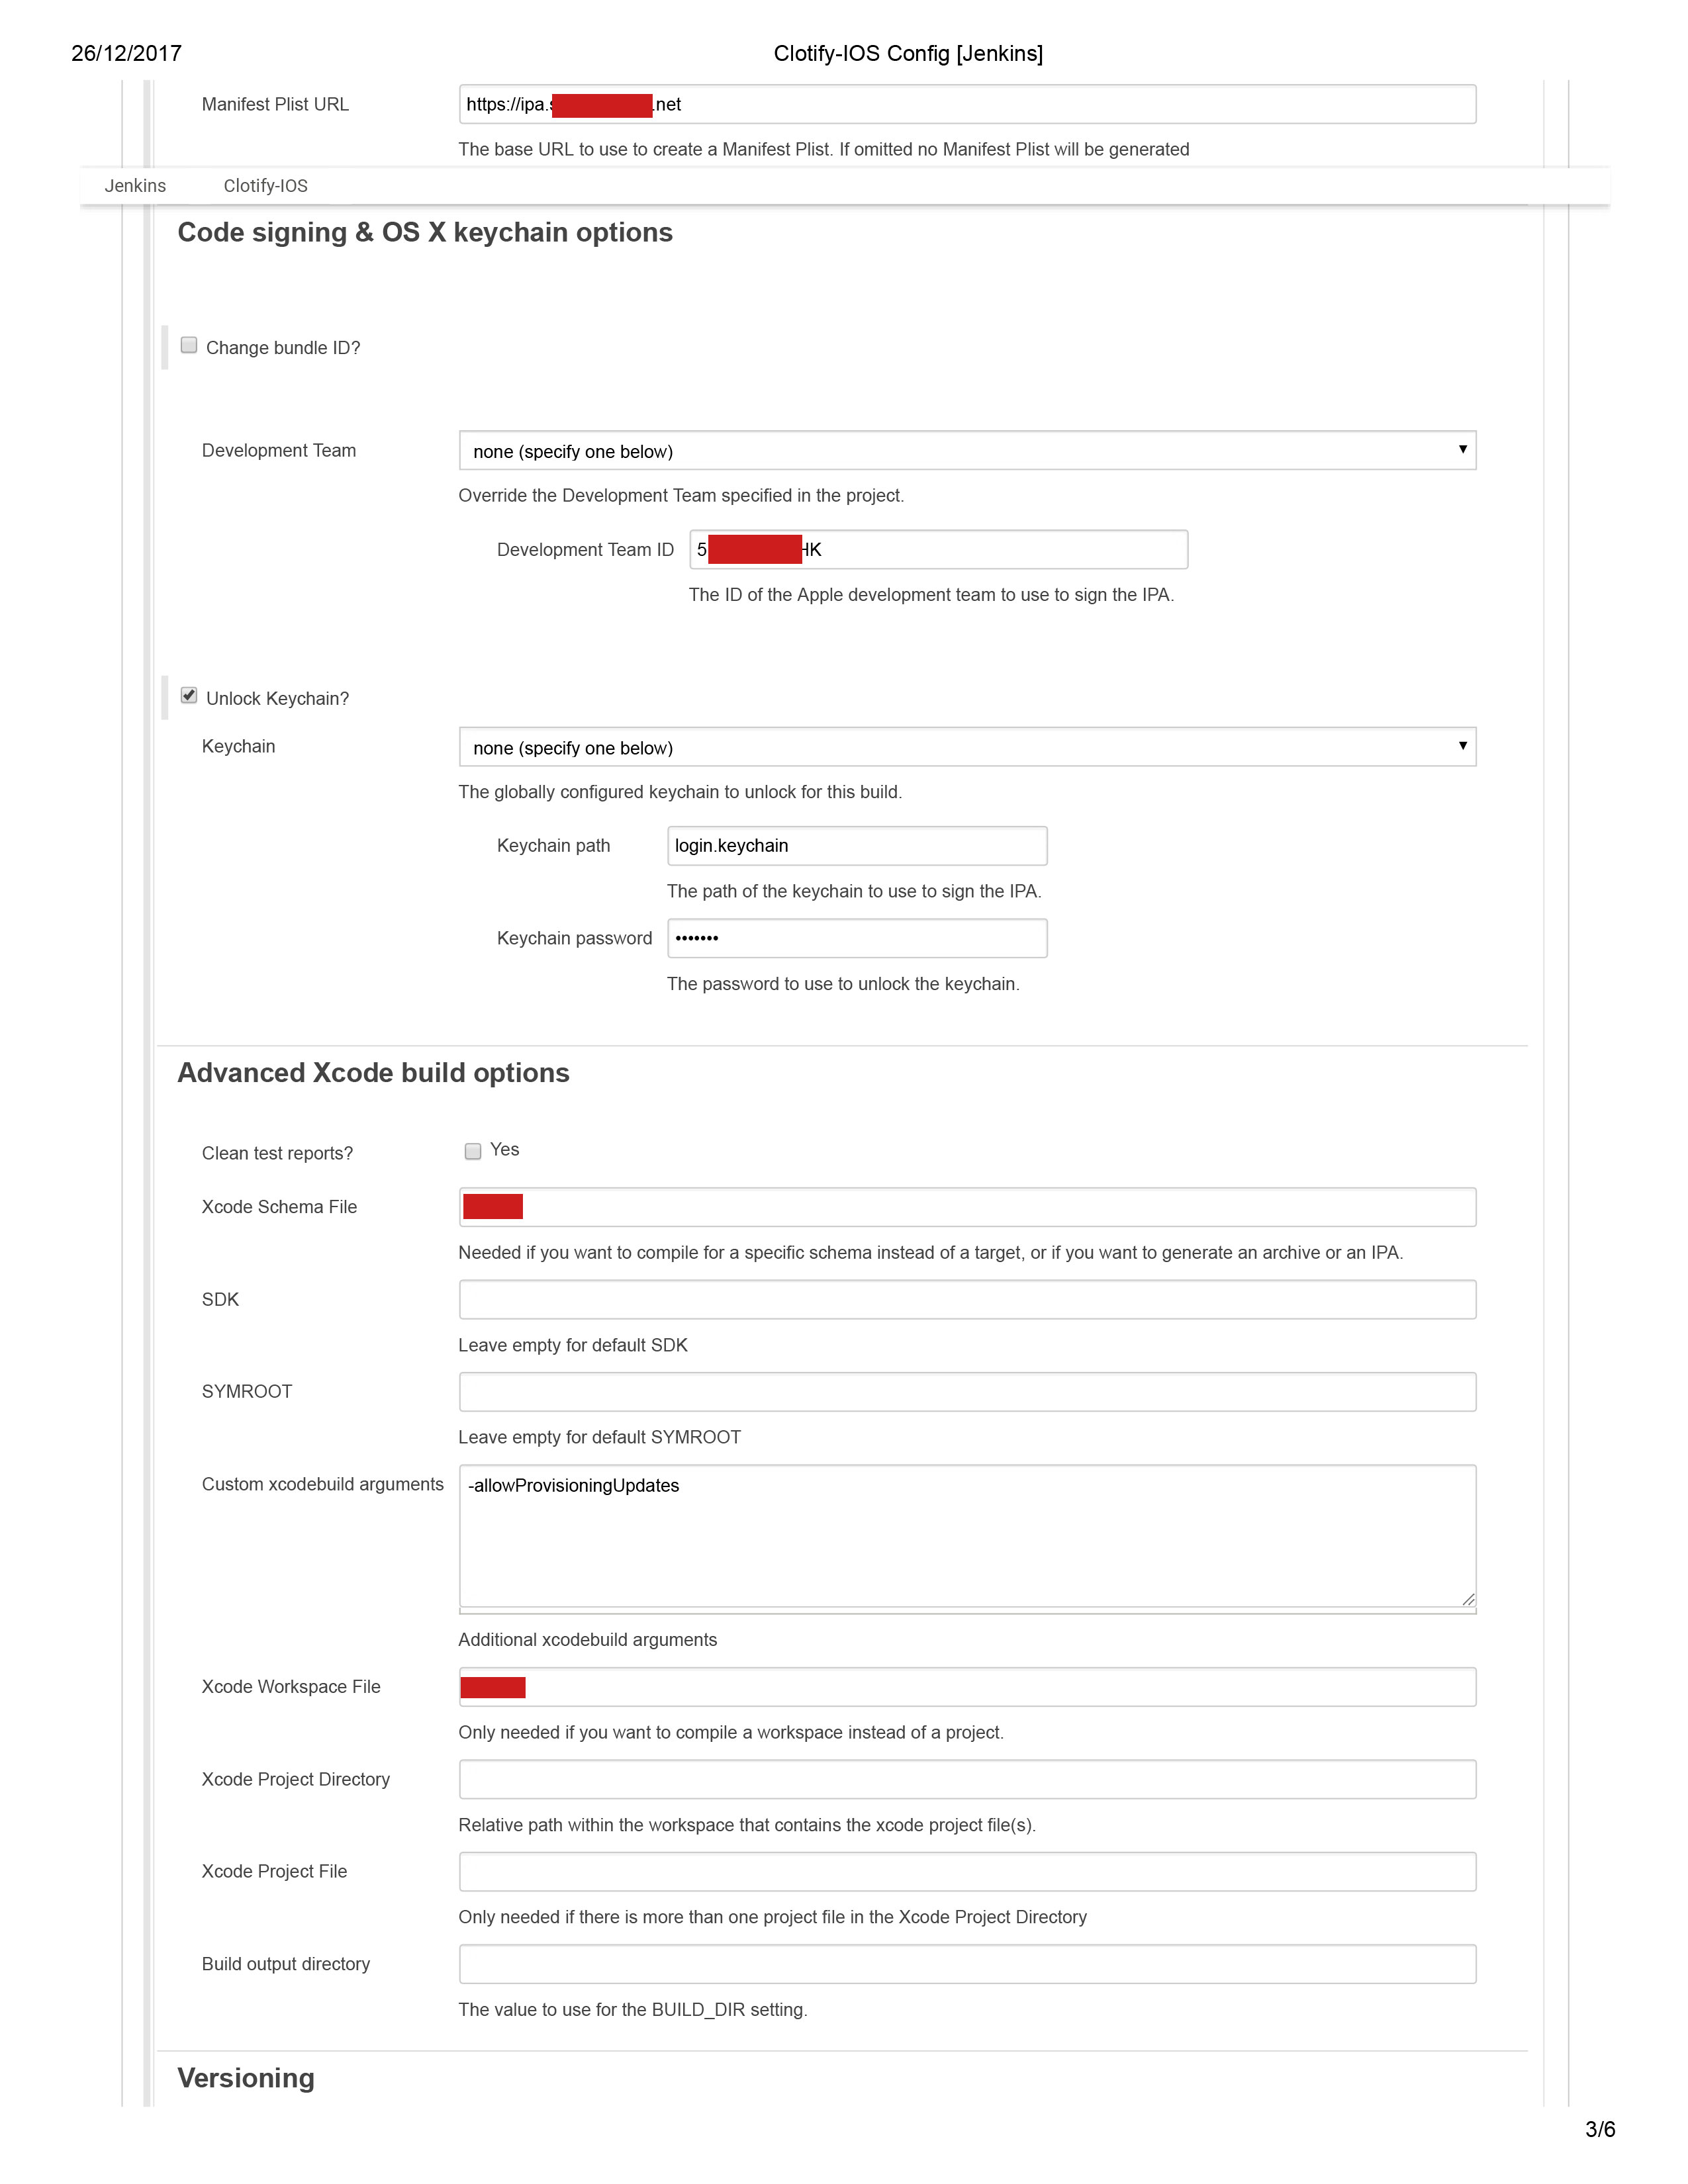 26/12/2017 Clotify-IOS Config [Jenkins]
Manifest Plist URL https://ipa. .net
The base URL to use to create a Manifest Plist. If omitted no Manifest Plist will be generated
Jenkins Clotify-IOS
Code signing & OS X keychain options
Change bundle ID?
Development Team none (specify one below)
Override the Development Team specified in the project.
Development Team ID 5 HK
The ID of the Apple development team to use to sign the IPA.
Unlock Keychain?
Keychain none (specify one below)
The globally configured keychain to unlock for this build.
Keychain path login.keychain
The path of the keychain to use to sign the IPA.
Keychain password •••••••
The password to use to unlock the keychain.
Advanced Xcode build options
Clean test reports? Yes
Xcode Schema File
Needed if you want to compile for a specific schema instead of a target, or if you want to generate an archive or an IPA.
SDK
Leave empty for default SDK
SYMROOT
Leave empty for default SYMROOT
Custom xcodebuild arguments -allowProvisioningUpdates
Additional xcodebuild arguments
Xcode Workspace File
Only needed if you want to compile a workspace instead of a project.
Xcode Project Directory
Relative path within the workspace that contains the xcode project file(s).
Xcode Project File
Only needed if there is more than one project file in the Xcode Project Directory
Build output directory
The value to use for the BUILD_DIR setting.
Versioning
3/6